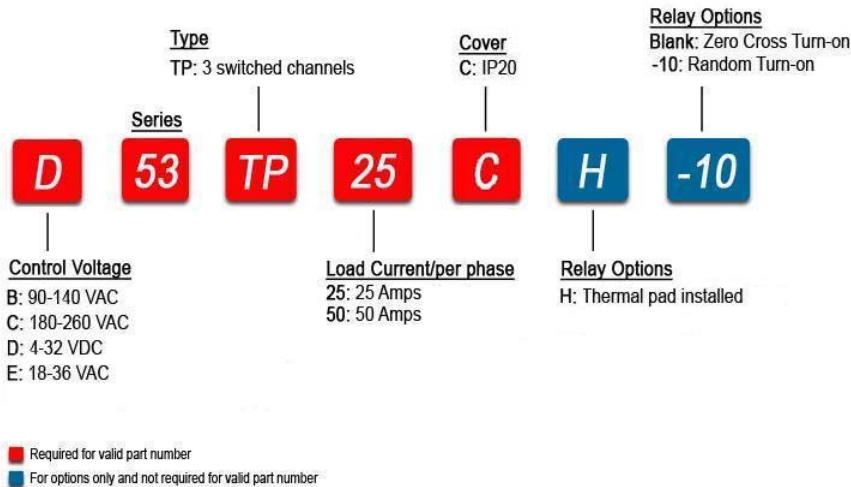 Relay Options
Blank: Zero Cross Turn-on
-10: Random Turn-on
Type
TP: 3 switched channels
Cover
C: IP20
Series
D 53 TP 25 C H -10
Control Voltage
B: 90-140 VAC
C: 180-260 VAC
D: 4-32 VDC
E: 18-36 VAC
Load Current/per phase
25: 25 Amps
50: 50 Amps
Relay Options
H: Thermal pad installed
Required for valid part number
For options only and not required for valid part number